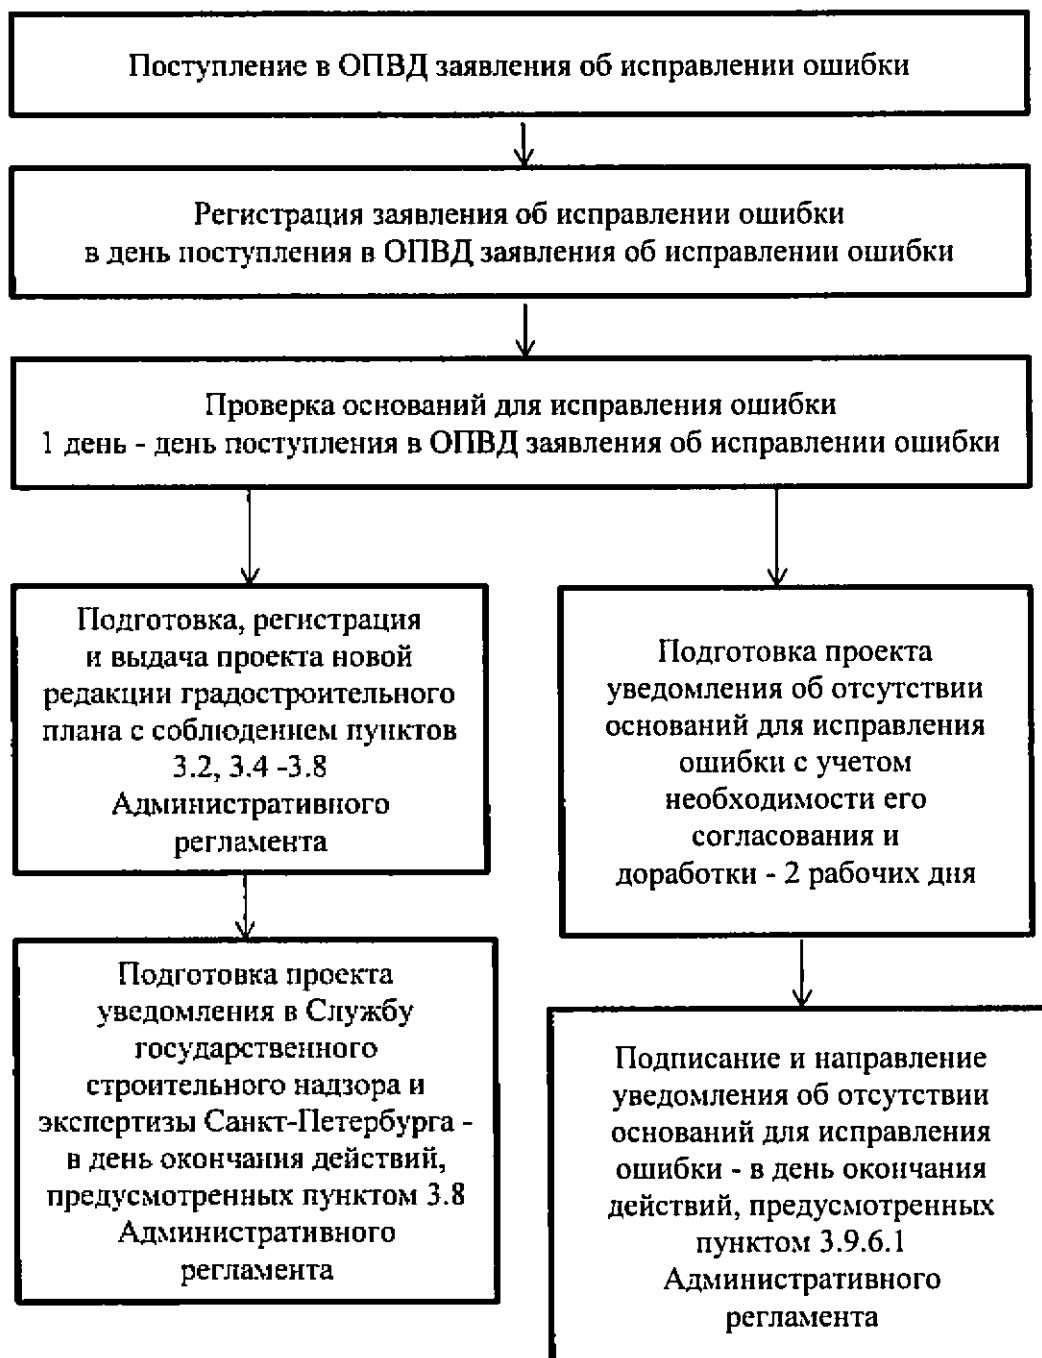 Поступление в ОПВД заявления об исправлении ошибки
Регистрация заявления об исправлении ошибки
в день поступления в ОПВД заявления об исправлении ошибки
Проверка оснований для исправления ошибки
1 день - день поступления в ОПВД заявления об исправлении ошибки
Подготовка, регистрация
и выдача проекта новой
редакции градостроительного
плана с соблюдением пунктов
3.2, 3.4 -3.8
Административного
регламента
Подготовка проекта
уведомления об отсутствии
оснований для исправления
ошибки с учетом
необходимости его
согласования и
доработки - 2 рабочих дня
Подготовка проекта
уведомления в Службу
государственного
строительного надзора и
экспертизы Санкт-Петербурга -
в день окончания действий,
предусмотренных пунктом 3.8
Административного
регламента
Подписание и направление
уведомления об отсутствии
оснований для исправления
ошибки - в день окончания
действий, предусмотренных
пунктом 3.9.6.1
Административного
регламента